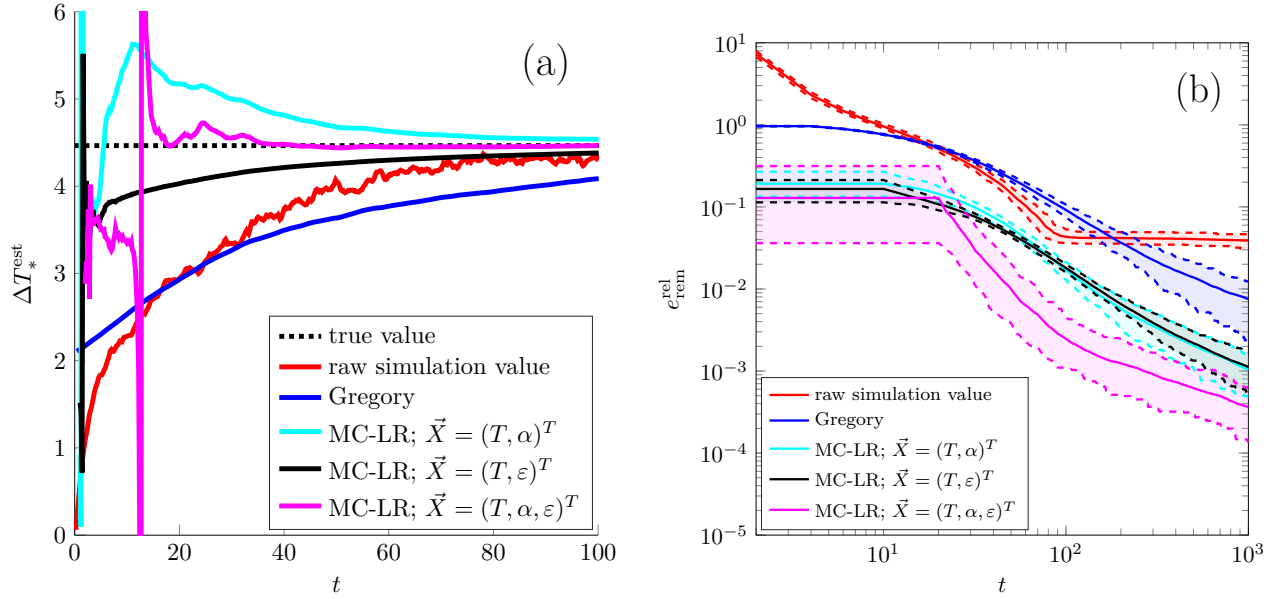 (a)
6
5
4
3
2
1
0
ΔT_*^est
0 20 40 60 80 100
t
true value
raw simulation value
Gregory
MC-LR; X⃗ = (T, α)^T
MC-LR; X⃗ = (T, ε)^T
MC-LR; X⃗ = (T, α, ε)^T
(b)
10^1
10^0
10^−1
10^−2
10^−3
10^−4
10^−5
e_rem^rel
10^1 10^2 10^3
t
raw simulation value
Gregory
MC-LR; X⃗ = (T, α)^T
MC-LR; X⃗ = (T, ε)^T
MC-LR; X⃗ = (T, α, ε)^T